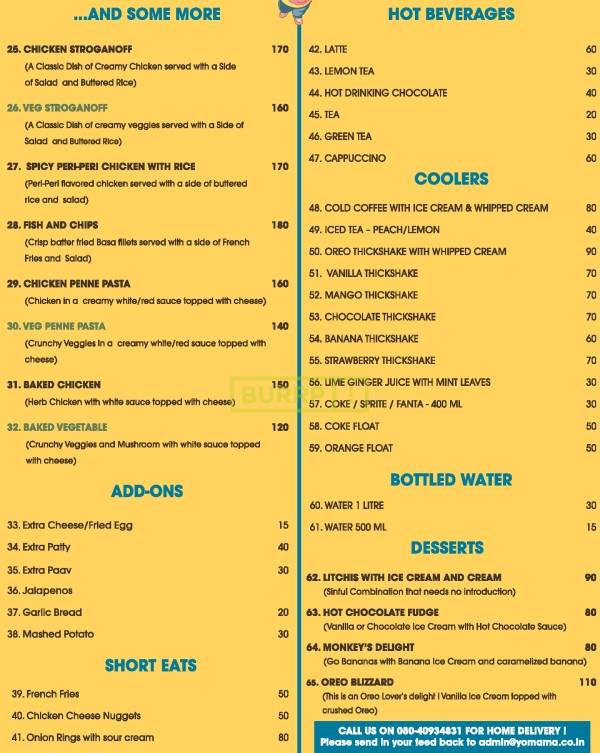 ...AND SOME MORE
25. CHICKEN STROGANOFF 170
(A Classic Dish of Creamy Chicken served with a Side
of Salad and Buttered Rice)
26. VEG STROGANOFF 160
(A Classic Dish of creamy veggies served with a Side of
Salad and Buttered Rice)
27. SPICY PERI-PERI CHICKEN WITH RICE 170
(Peri-Peri flavored chicken served with a side of buttered
rice and salad)
28. FISH AND CHIPS 180
(Crisp batter fried Basa fillets served with a side of French
Fries and Salad)
29. CHICKEN PENNE PASTA 160
(Chicken in a creamy white/red sauce topped with cheese)
30. VEG PENNE PASTA 140
(Crunchy Veggies in a creamy white/red sauce topped with
cheese)
31. BAKED CHICKEN 150
(Herb Chicken with white sauce topped with cheese)
32. BAKED VEGETABLE 120
(Crunchy Veggies and Mushroom with white sauce topped
with cheese)
ADD-ONS
33. Extra Cheese/Fried Egg 15
34. Extra Patty 40
35. Extra Paav 30
36. Jalapenos
37. Garlic Bread 20
38. Mashed Potato 30
SHORT EATS
39. French Fries 50
40. Chicken Cheese Nuggets 50
41. Onion Rings with sour cream 80
HOT BEVERAGES
42. LATTE 60
43. LEMON TEA 30
44. HOT DRINKING CHOCOLATE 40
45. TEA 20
46. GREEN TEA 30
47. CAPPUCCINO 60
COOLERS
48. COLD COFFEE WITH ICE CREAM & WHIPPED CREAM 80
49. ICED TEA – PEACH/LEMON 40
50. OREO THICKSHAKE WITH WHIPPED CREAM 90
51. VANILLA THICKSHAKE 70
52. MANGO THICKSHAKE 70
53. CHOCOLATE THICKSHAKE 70
54. BANANA THICKSHAKE 60
55. STRAWBERRY THICKSHAKE 70
56. LIME GINGER JUICE WITH MINT LEAVES 30
57. COKE / SPRITE / FANTA - 400 ML 30
58. COKE FLOAT 50
59. ORANGE FLOAT 50
BOTTLED WATER
60. WATER 1 LITRE 30
61. WATER 500 ML 15
DESSERTS
62. LITCHIS WITH ICE CREAM AND CREAM 90
(Sinful Combination that needs no introduction)
63. HOT CHOCOLATE FUDGE 80
(Vanilla or Chocolate Ice Cream with Hot Chocolate Sauce)
64. MONKEY'S DELIGHT 80
(Go Bananas with Banana Ice Cream and caramelized banana)
65. OREO BLIZZARD 110
(This is an Oreo Lover's delight ! Vanilla Ice Cream topped with
crushed Oreo)
CALL US ON 080-40934831 FOR HOME DELIVERY !
Please send in your feed back to admin@yomama.co.in